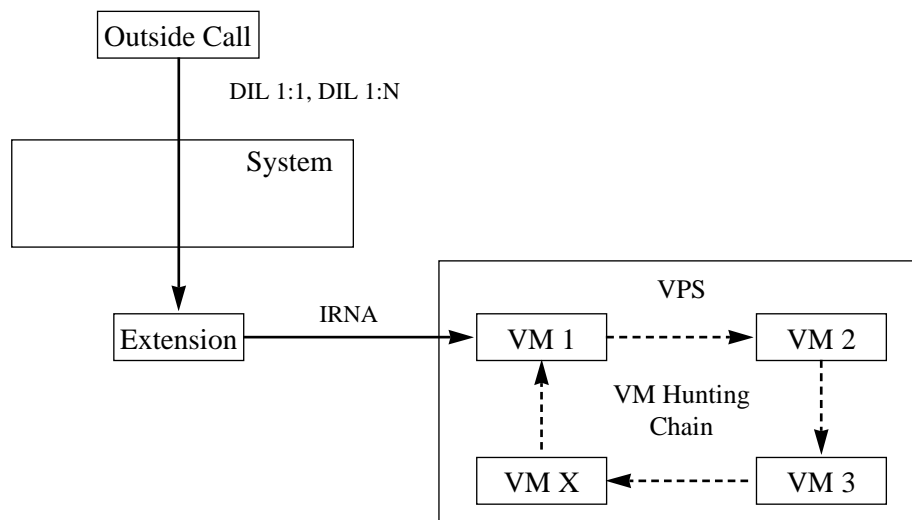 Outside Call
DIL 1:1, DIL 1:N
System
VPS
IRNA
Extension
VM 1
VM 2
VM Hunting
Chain
VM X
VM 3